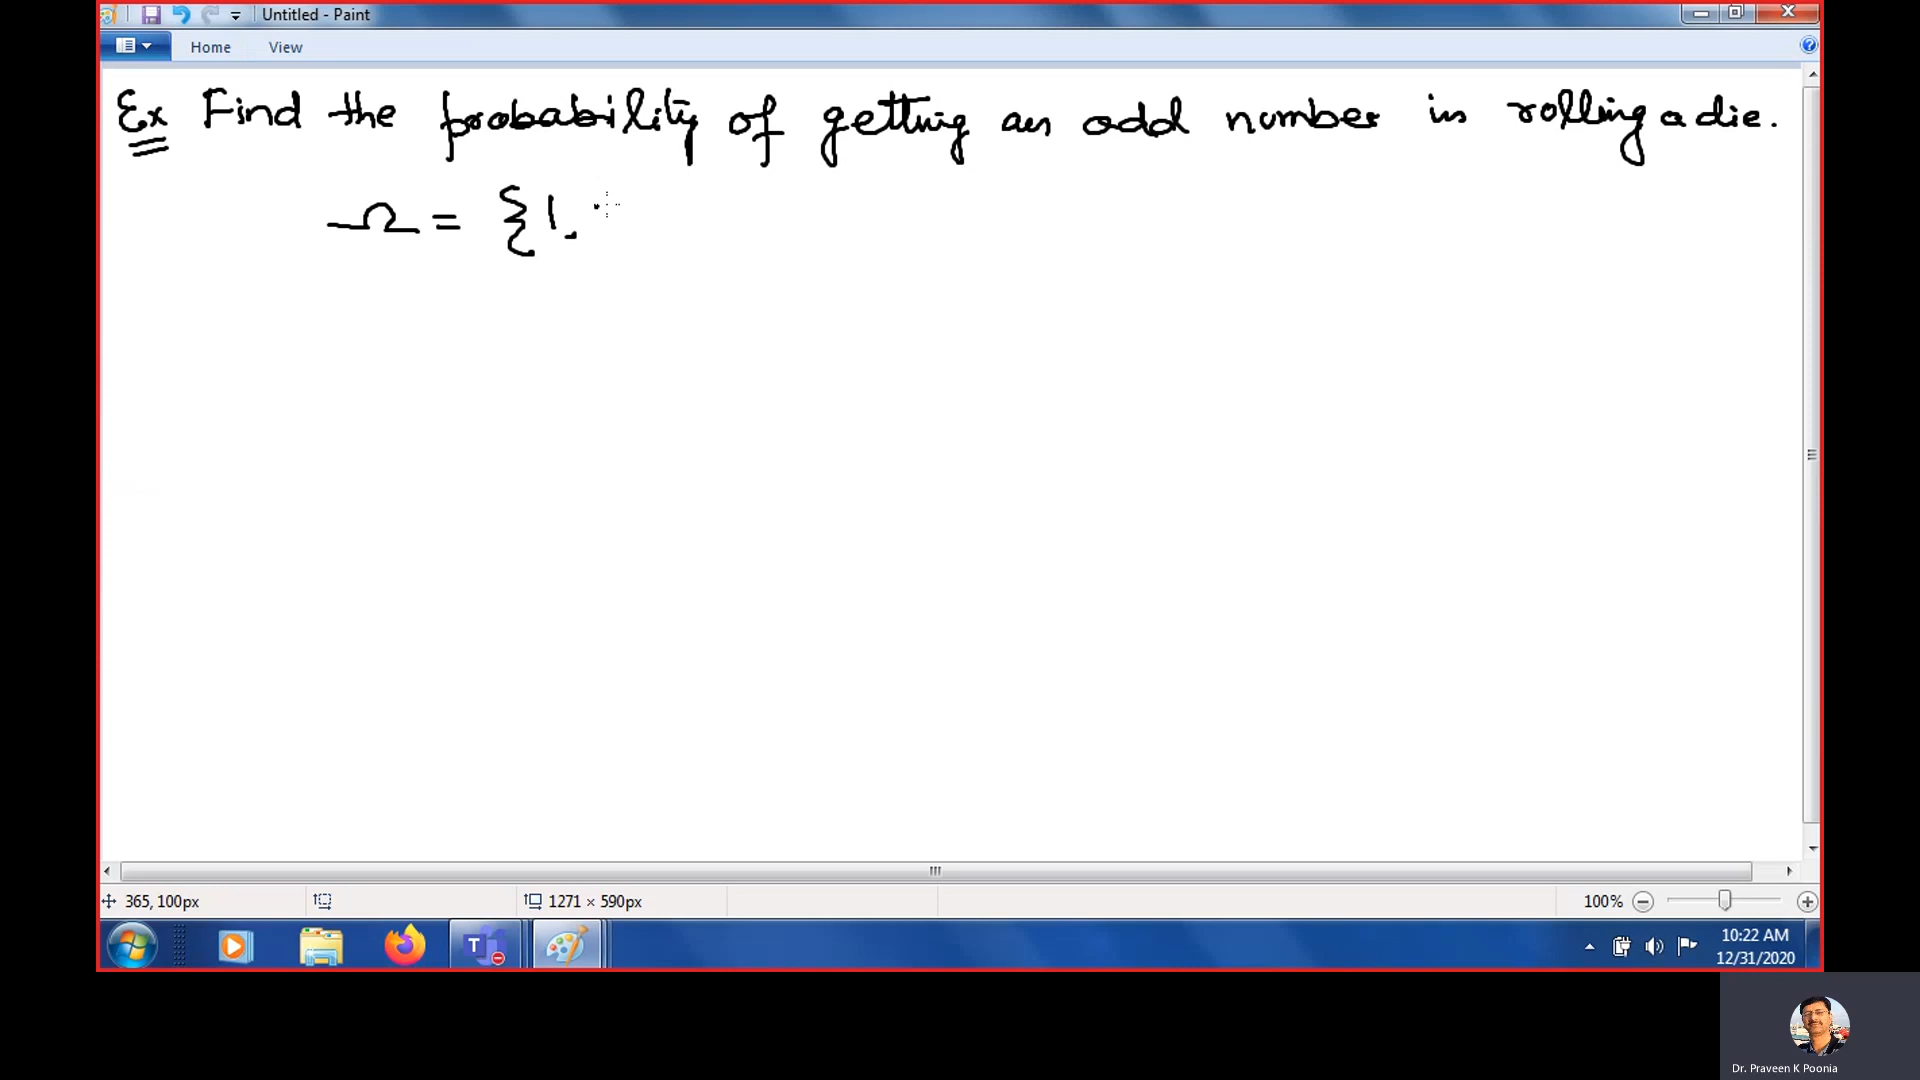 Untitled - Paint
Home View
Ex Find the probability of getting an odd number in rolling a die.
Ω = {1,
365, 100px
1271 × 590px
100%
10:22 AM
12/31/2020
Dr. Praveen K Poonia